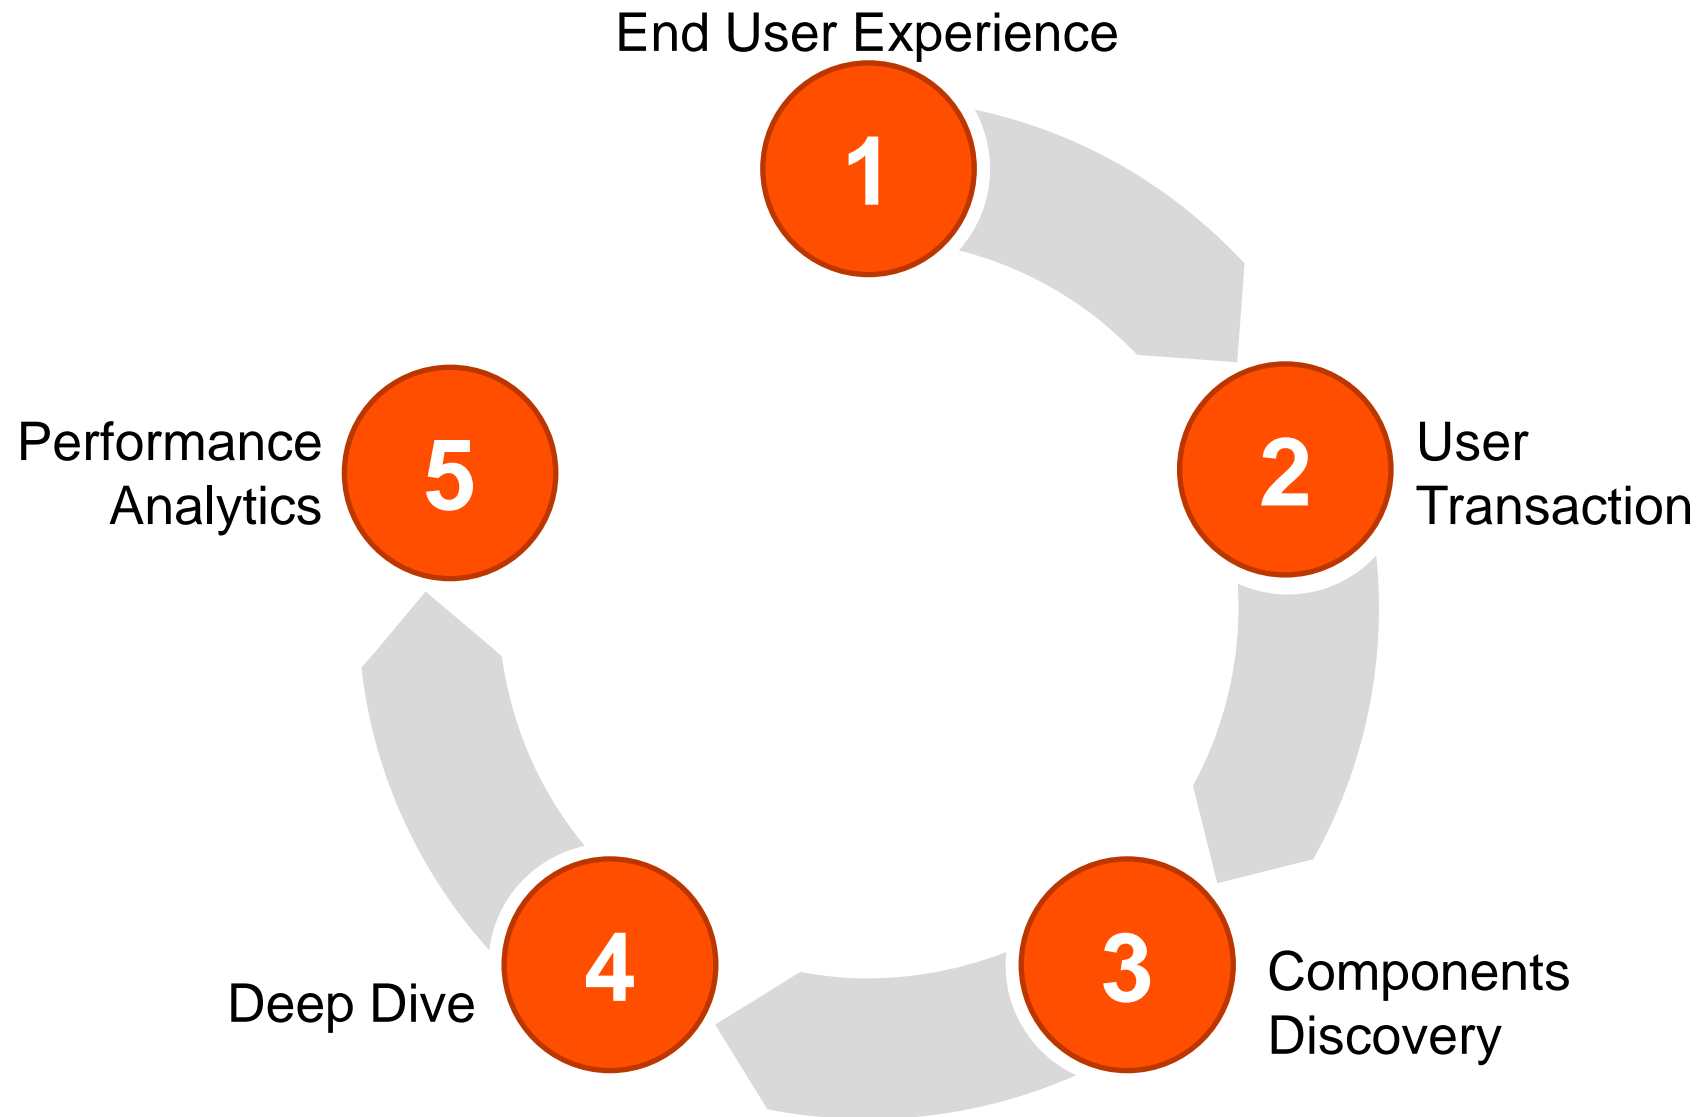 End User Experience
1
2
User
Transaction
3
Components
Discovery
4
Deep Dive
5
Performance
Analytics